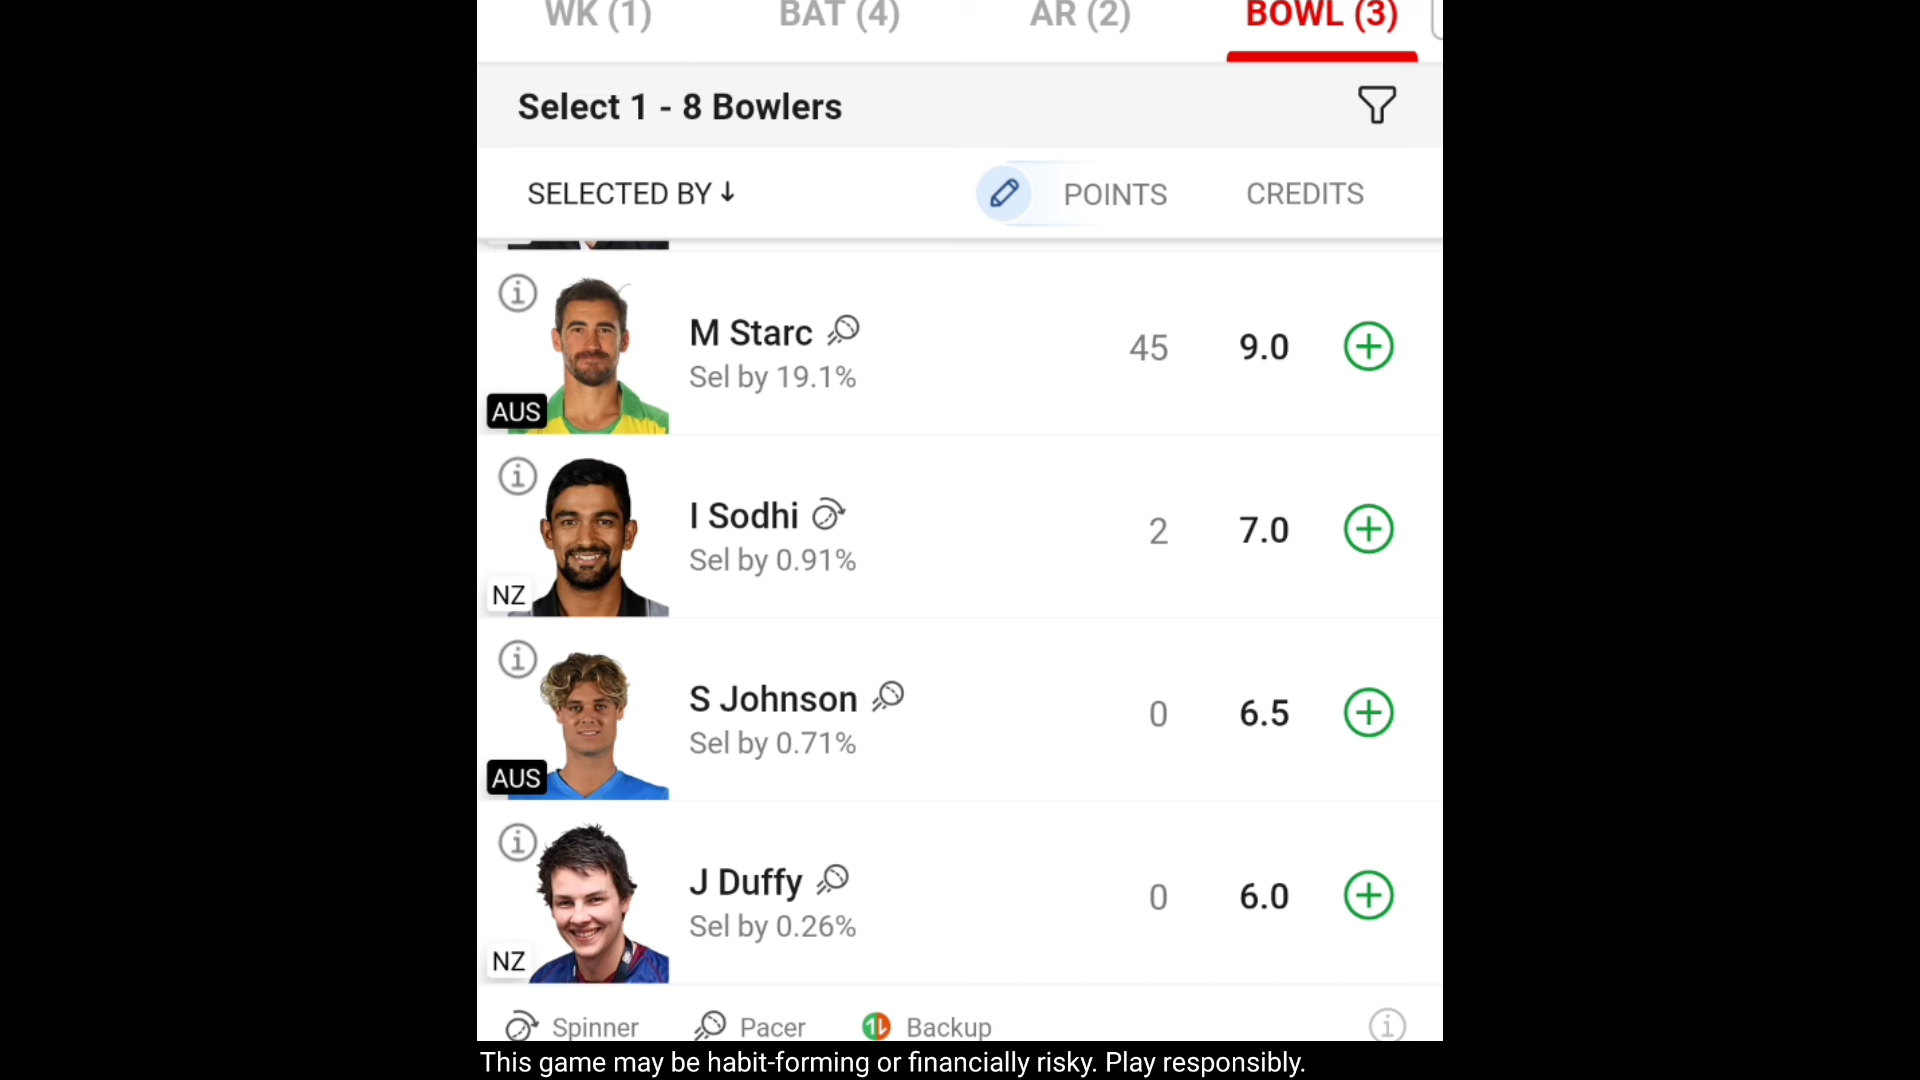 WK (1) BAT (4) AR (2) BOWL (3)
Select 1 - 8 Bowlers
SELECTED BY↓ POINTS CREDITS
M Starc 45 9.0
Sel by 19.1%
AUS
I Sodhi 2 7.0
Sel by 0.91%
NZ
S Johnson 0 6.5
Sel by 0.71%
AUS
J Duffy 0 6.0
Sel by 0.26%
NZ
Spinner Pacer Backup
This game may be habit-forming or financially risky. Play responsibly.